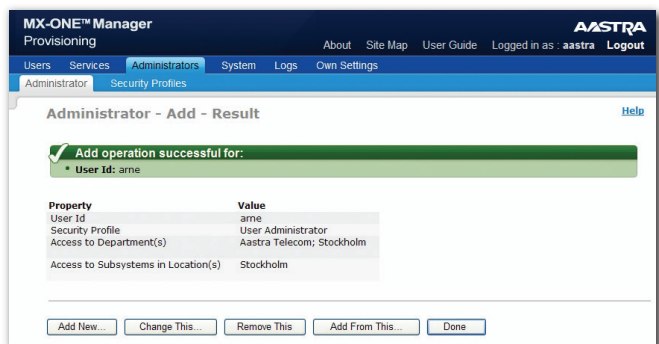 MX-ONE™ Manager
Provisioning
AASTRA
About Site Map User Guide Logged in as : aastra Logout
Users Services Administrators System Logs Own Settings
Administrator Security Profiles
Administrator - Add - Result
Help
Add operation successful for:
User Id: arne
Property Value
User Id arne
Security Profile User Administrator
Access to Department(s) Aastra Telecom; Stockholm
Access to Subsystems in Location(s) Stockholm
Add New... Change This... Remove This Add From This... Done